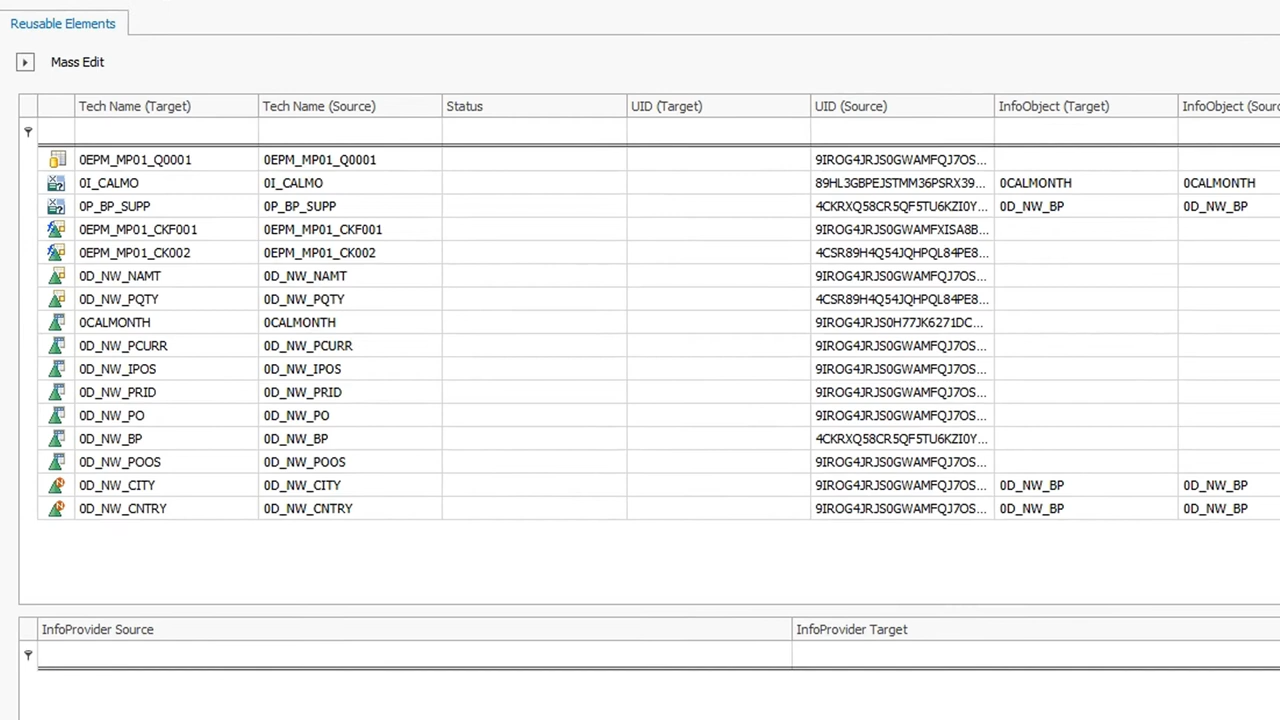 Reusable Elements
Mass Edit
Tech Name (Target) Tech Name (Source) Status UID (Target) UID (Source) InfoObject (Target) InfoObject (Sour
0EPM_MP01_Q0001 0EPM_MP01_Q0001 9IROG4JRJS0GWAMFQJ7OS...
0I_CALMO 0I_CALMO 89HL3GBPEJSTMM36PSRX39... 0CALMONTH 0CALMONTH
0P_BP_SUPP 0P_BP_SUPP 4CKRXQ58CR5QF5TU6KZI0Y... 0D_NW_BP 0D_NW_BP
0EPM_MP01_CKF001 0EPM_MP01_CKF001 9IROG4JRJS0GWAMFXISA8B...
0EPM_MP01_CK002 0EPM_MP01_CK002 4CSR89H4Q54JQHPQL84PE8...
0D_NW_NAMT 0D_NW_NAMT 9IROG4JRJS0GWAMFQJ7OS...
0D_NW_PQTY 0D_NW_PQTY 4CSR89H4Q54JQHPQL84PE8...
0CALMONTH 0CALMONTH 9IROG4JRJS0H77JK6271DC...
0D_NW_PCURR 0D_NW_PCURR 9IROG4JRJS0GWAMFQJ7OS...
0D_NW_IPOS 0D_NW_IPOS 9IROG4JRJS0GWAMFQJ7OS...
0D_NW_PRID 0D_NW_PRID 9IROG4JRJS0GWAMFQJ7OS...
0D_NW_PO 0D_NW_PO 9IROG4JRJS0GWAMFQJ7OS...
0D_NW_BP 0D_NW_BP 4CKRXQ58CR5QF5TU6KZI0Y...
0D_NW_POOS 0D_NW_POOS 9IROG4JRJS0GWAMFQJ7OS...
0D_NW_CITY 0D_NW_CITY 9IROG4JRJS0GWAMFQJ7OS... 0D_NW_BP 0D_NW_BP
0D_NW_CNTRY 0D_NW_CNTRY 9IROG4JRJS0GWAMFQJ7OS... 0D_NW_BP 0D_NW_BP
InfoProvider Source InfoProvider Target